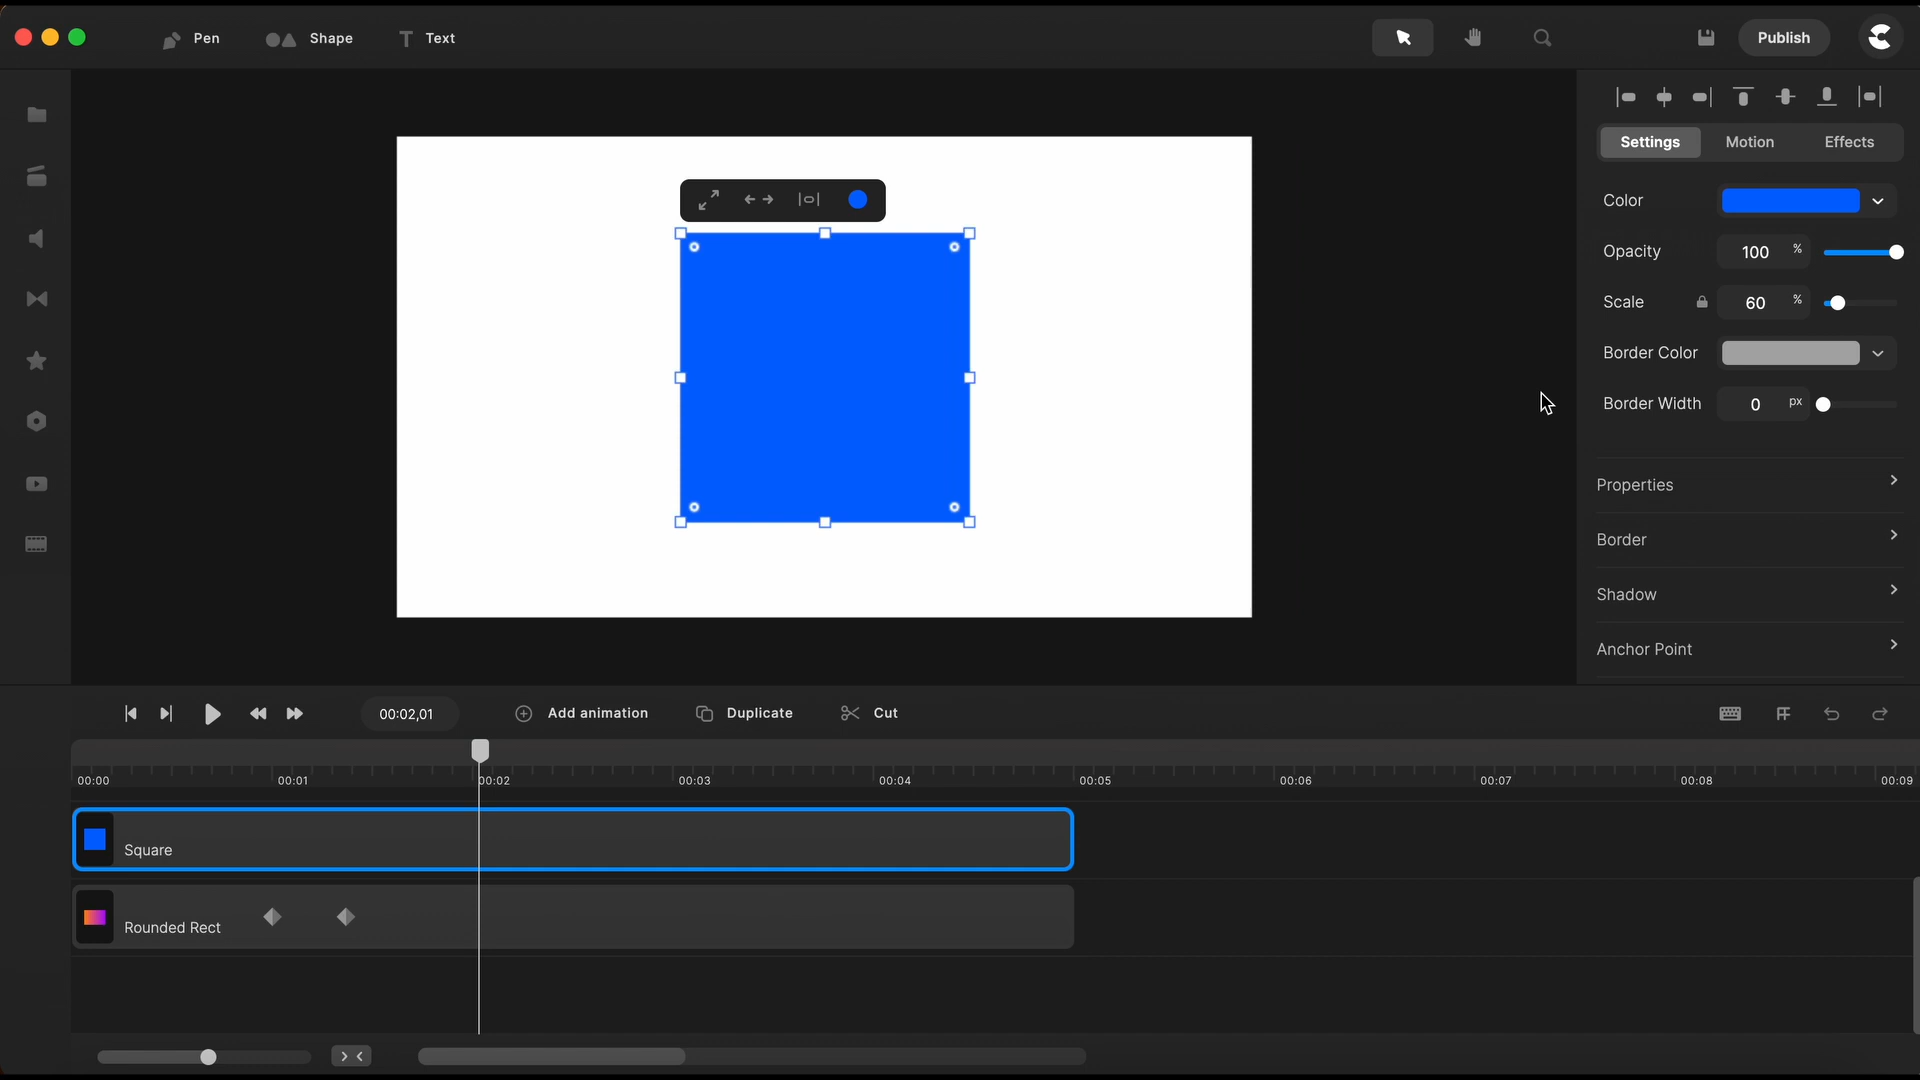 Pen
Shape
Text
Publish
Settings
Motion
Effects
Color
Opacity
100 %
Scale
60 %
Border Color
Border Width
0 px
Properties
Border
Shadow
Anchor Point
00:02,01
Add animation
Duplicate
Cut
00:00
00:01
00:02
00:03
00:04
00:05
00:06
00:07
00:08
00:09
Square
Rounded Rect